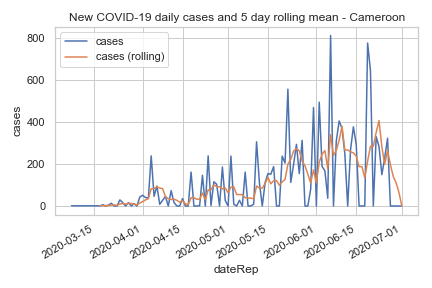 New COVID-19 daily cases and 5 day rolling mean - Cameroon
cases
cases (rolling)
800
600
400
200
0
cases
2020-03-15
2020-04-01
2020-04-15
2020-05-01
2020-05-15
2020-06-01
2020-06-15
2020-07-01
dateRep